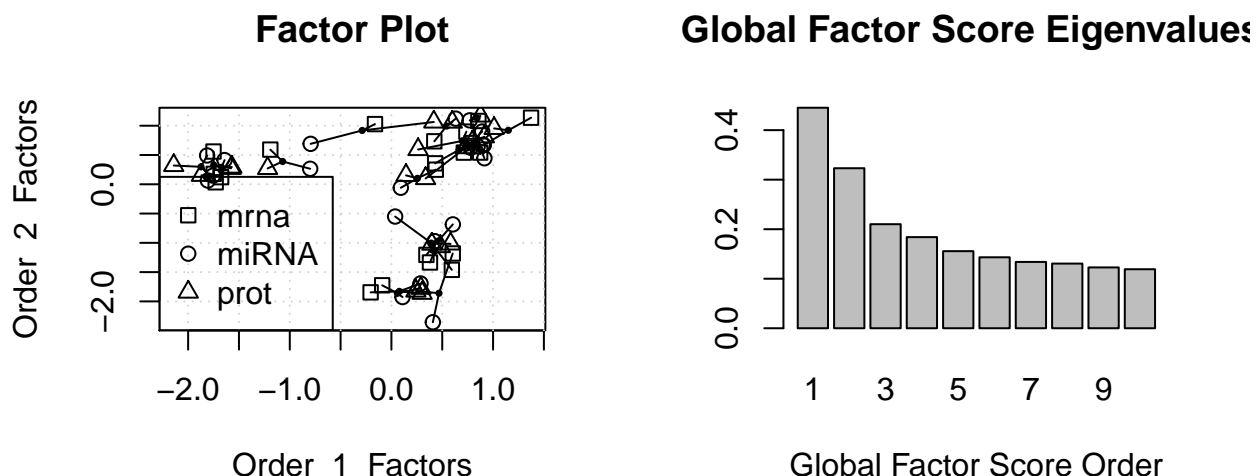 Factor Plot
Order 2 Factors
0.0
−2.0
mrna
miRNA
prot
−2.0 −1.0 0.0 1.0
Order 1 Factors
Global Factor Score Eigenvalues
0.4
0.2
0.0
1 3 5 7 9
Global Factor Score Order